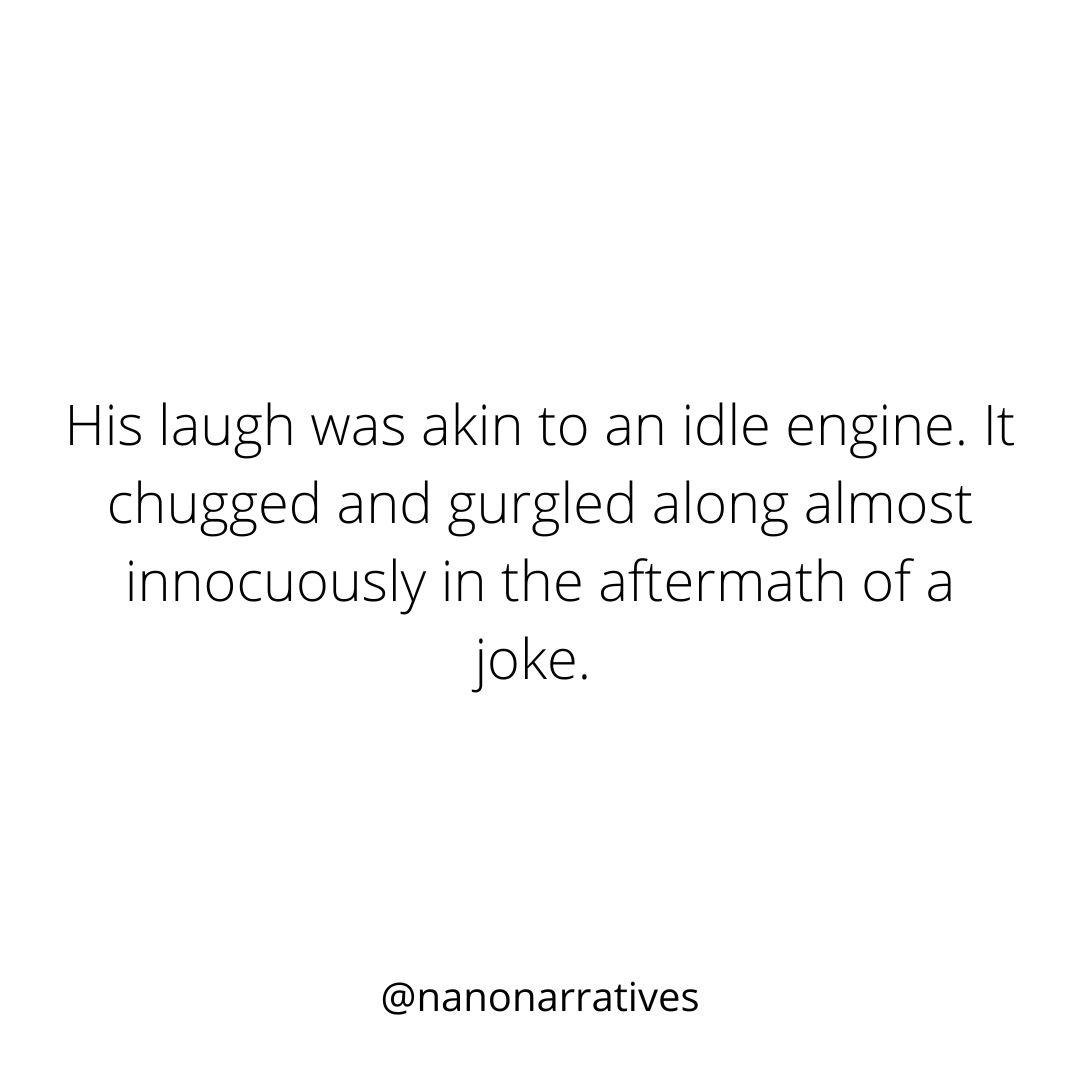 His laugh was akin to an idle engine. It
chugged and gurgled along almost
innocuously in the aftermath of a
joke.
@nanonarratives